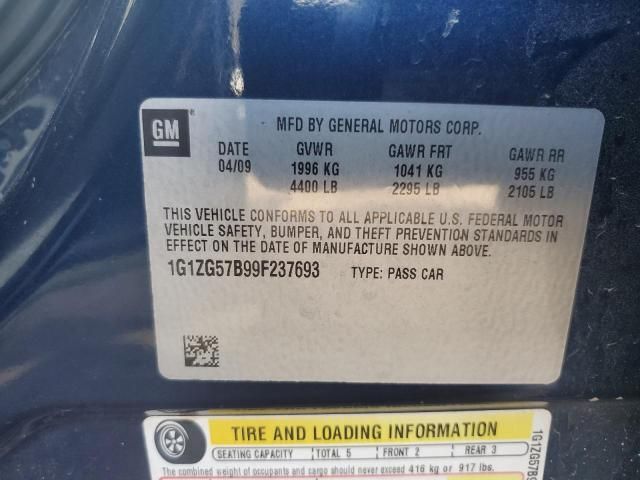 GM
MFD BY GENERAL MOTORS CORP.
DATE GVWR GAWR FRT GAWR RR
04/09 1996 KG 1041 KG 955 KG
4400 LB 2295 LB 2105 LB
THIS VEHICLE CONFORMS TO ALL APPLICABLE U.S. FEDERAL MOTOR
VEHICLE SAFETY, BUMPER, AND THEFT PREVENTION STANDARDS IN
EFFECT ON THE DATE OF MANUFACTURE SHOWN ABOVE.
1G1ZG57B99F237693 TYPE: PASS CAR
TIRE AND LOADING INFORMATION
SEATING CAPACITY TOTAL 5 FRONT 2 REAR 3
The combined weight of occupants and cargo should never exceed 416 kg or 917 lbs.
1G1ZG57B9